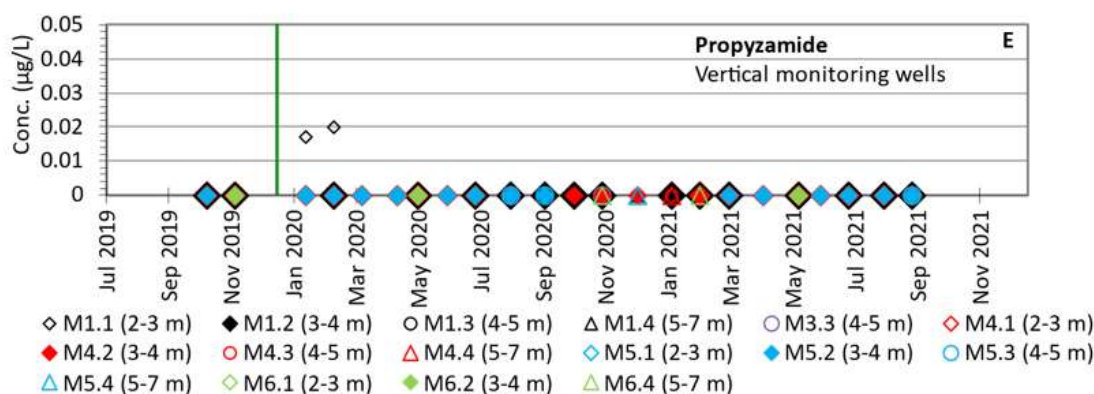 0.05
0.04
0.03
0.02
0.01
0
Conc. (µg/L)
Propyzamide
E
Vertical monitoring wells
Jul 2019
Sep 2019
Nov 2019
Jan 2020
Mar 2020
May 2020
Jul 2020
Sep 2020
Nov 2020
Jan 2021
Mar 2021
May 2021
Jul 2021
Sep 2021
Nov 2021
M1.1 (2-3 m) M1.2 (3-4 m) M1.3 (4-5 m) M1.4 (5-7 m) M3.3 (4-5 m) M4.1 (2-3 m)
M4.2 (3-4 m) M4.3 (4-5 m) M4.4 (5-7 m) M5.1 (2-3 m) M5.2 (3-4 m) M5.3 (4-5 m)
M5.4 (5-7 m) M6.1 (2-3 m) M6.2 (3-4 m) M6.4 (5-7 m)